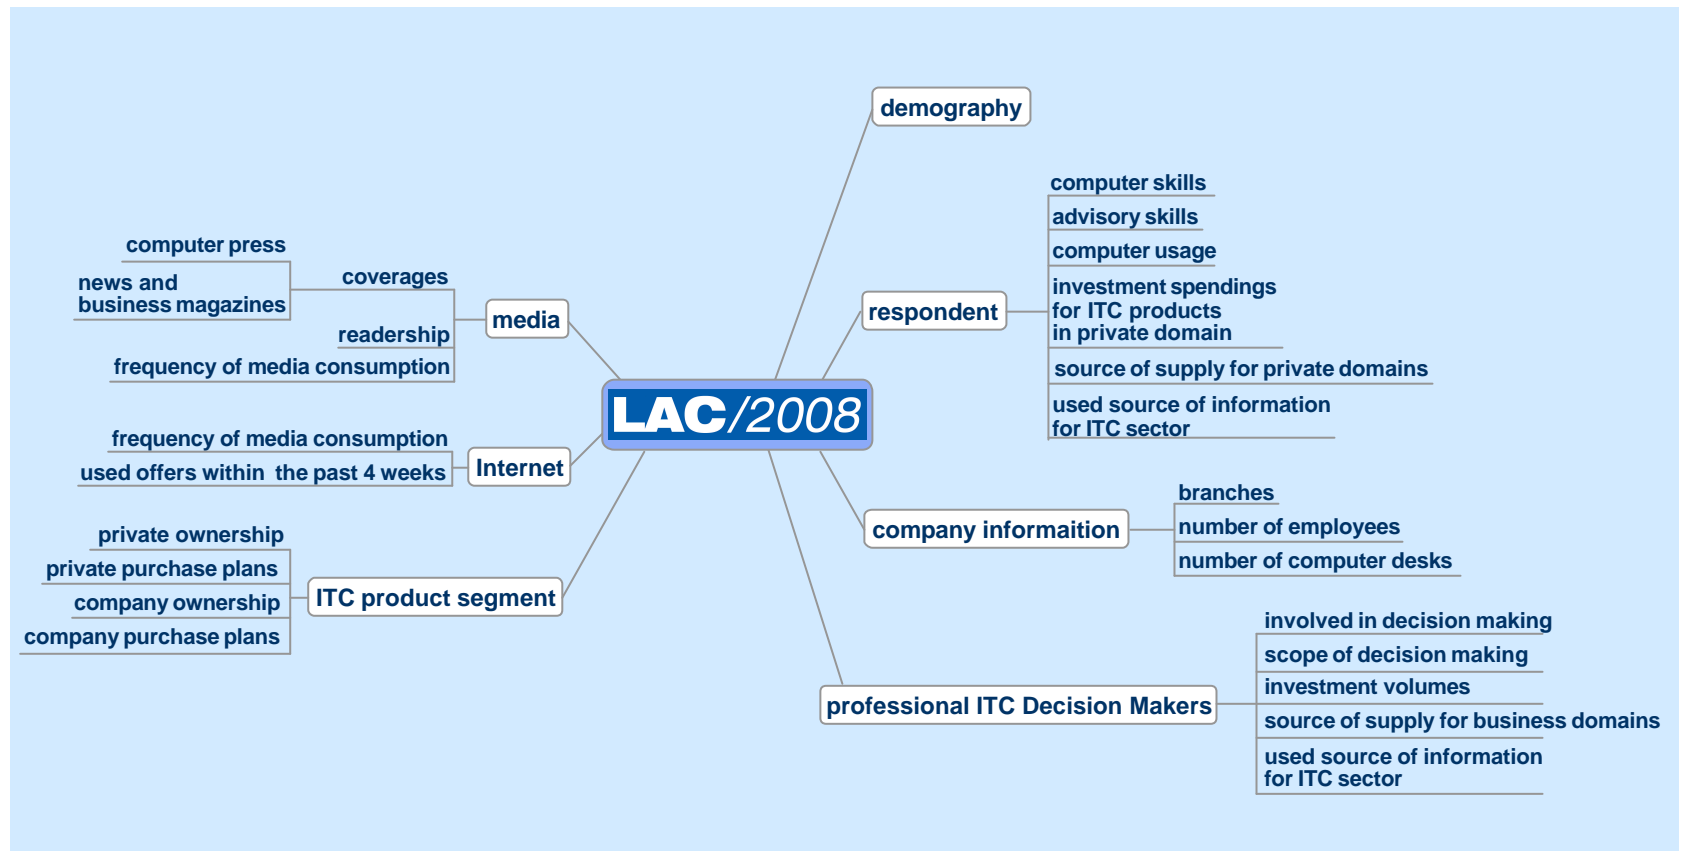 demography
computer skills
advisory skills
computer usage
investment spendings
for ITC products
in private domain
source of supply for private domains
used source of information
for ITC sector
respondent
computer press
news and
business magazines
coverages
readership
frequency of media consumption
media
LAC/2008
frequency of media consumption
used offers within the past 4 weeks
Internet
branches
number of employees
number of computer desks
company informaition
private ownership
private purchase plans
company ownership
company purchase plans
ITC product segment
involved in decision making
scope of decision making
investment volumes
source of supply for business domains
used source of information
for ITC sector
professional ITC Decision Makers